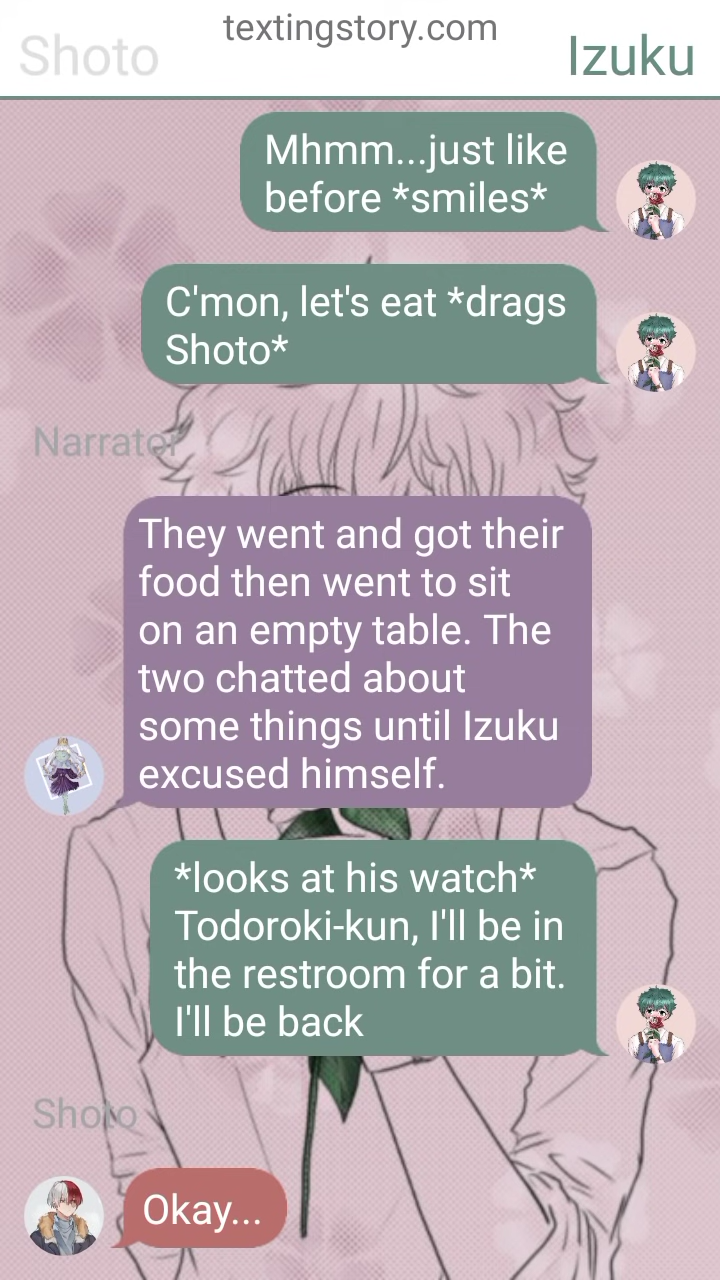 textingstory.com
Shoto
Izuku
Mhmm...just like
before *smiles*
C'mon, let's eat *drags
Shoto*
Narrator
They went and got their
food then went to sit
on an empty table. The
two chatted about
some things until Izuku
excused himself.
*looks at his watch*
Todoroki-kun, I'll be in
the restroom for a bit.
I'll be back
Shoto
Okay...